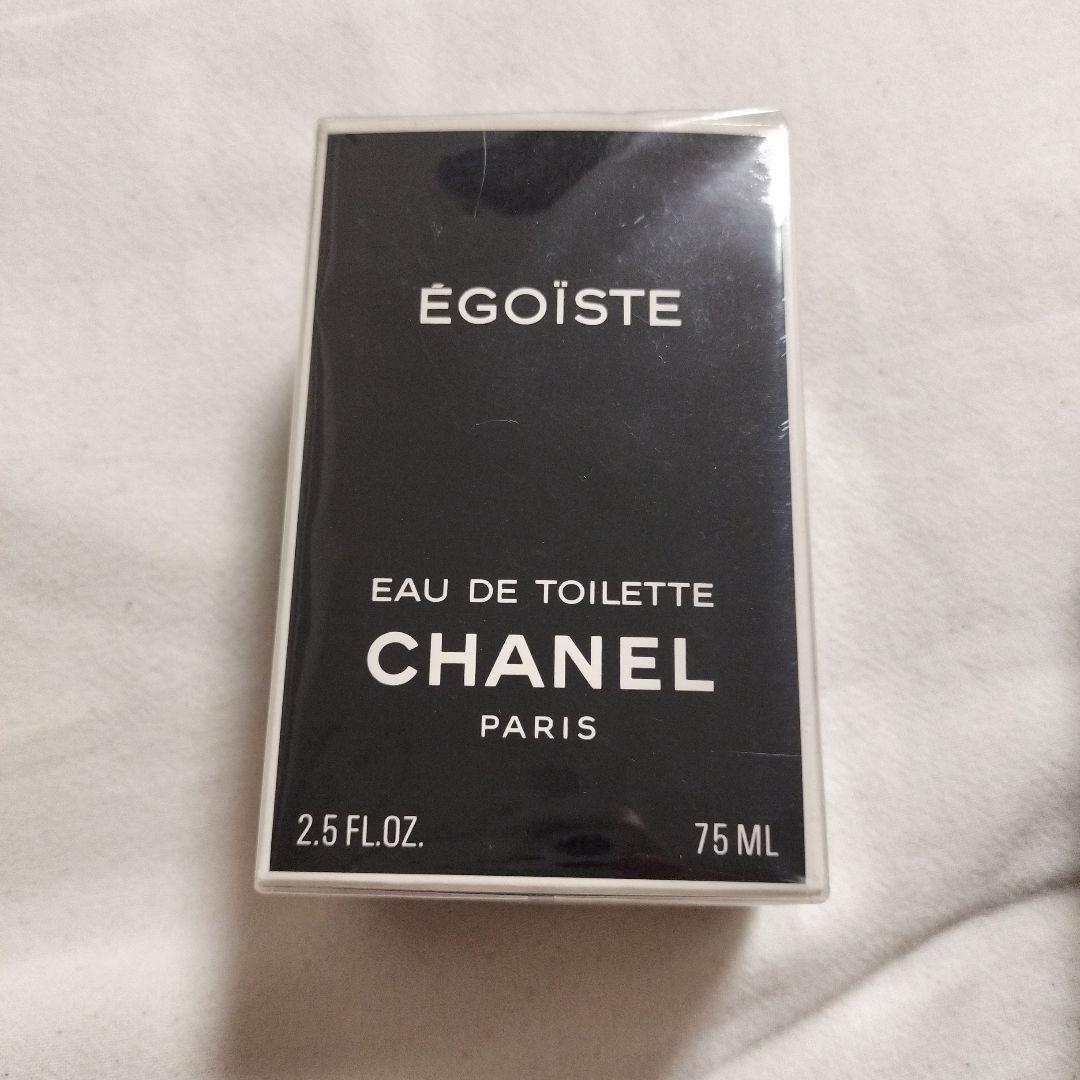 ÉGOÏSTE
EAU DE TOILETTE
CHANEL
PARIS
2.5 FL.OZ. 75 ML